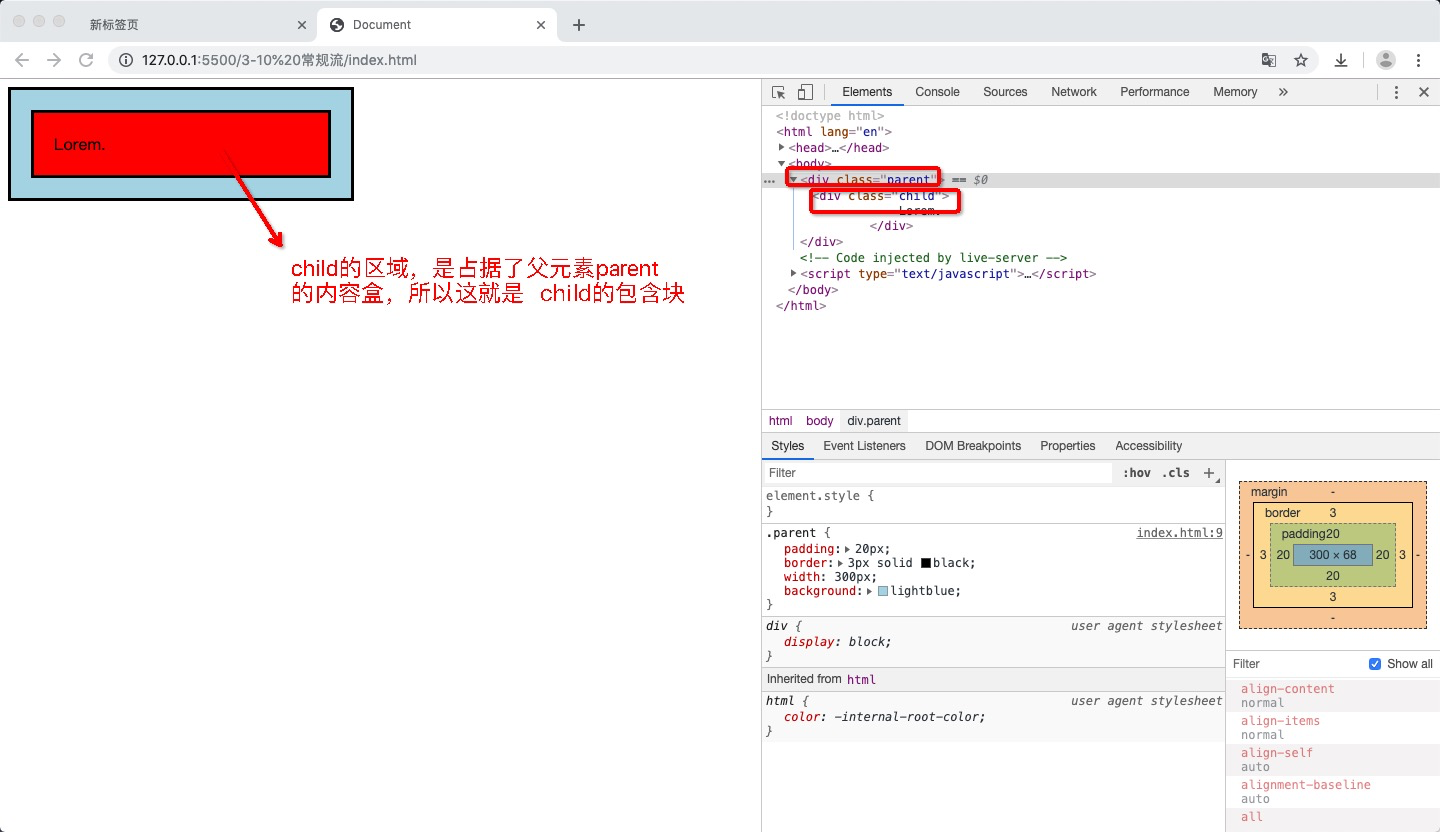 新标签页
Document
127.0.0.1:5500/3-10%20常规流/index.html
Lorem.
child的区域，是占据了父元素parent
的内容盒，所以这就是 child的包含块
Elements Console Sources Network Performance Memory »
<!doctype html>
<html lang="en">
<head>…</head>
<body>
<div class="parent"> == $0
<div class="child">
Lorem.
</div>
</div>
<!-- Code injected by live-server -->
<script type="text/javascript">…</script>
</body>
</html>
html body div.parent
Styles Event Listeners DOM Breakpoints Properties Accessibility
Filter :hov .cls +
element.style {
}
.parent { index.html:9
padding: 20px;
border: 3px solid black;
width: 300px;
background: lightblue;
}
div { user agent stylesheet
display: block;
}
Inherited from html
html { user agent stylesheet
color: -internal-root-color;
}
margin -
border 3
padding20
- 3 20 300 × 68 20 3 -
20
3
-
Filter Show all
align-content
normal
align-items
normal
align-self
auto
alignment-baseline
auto
all